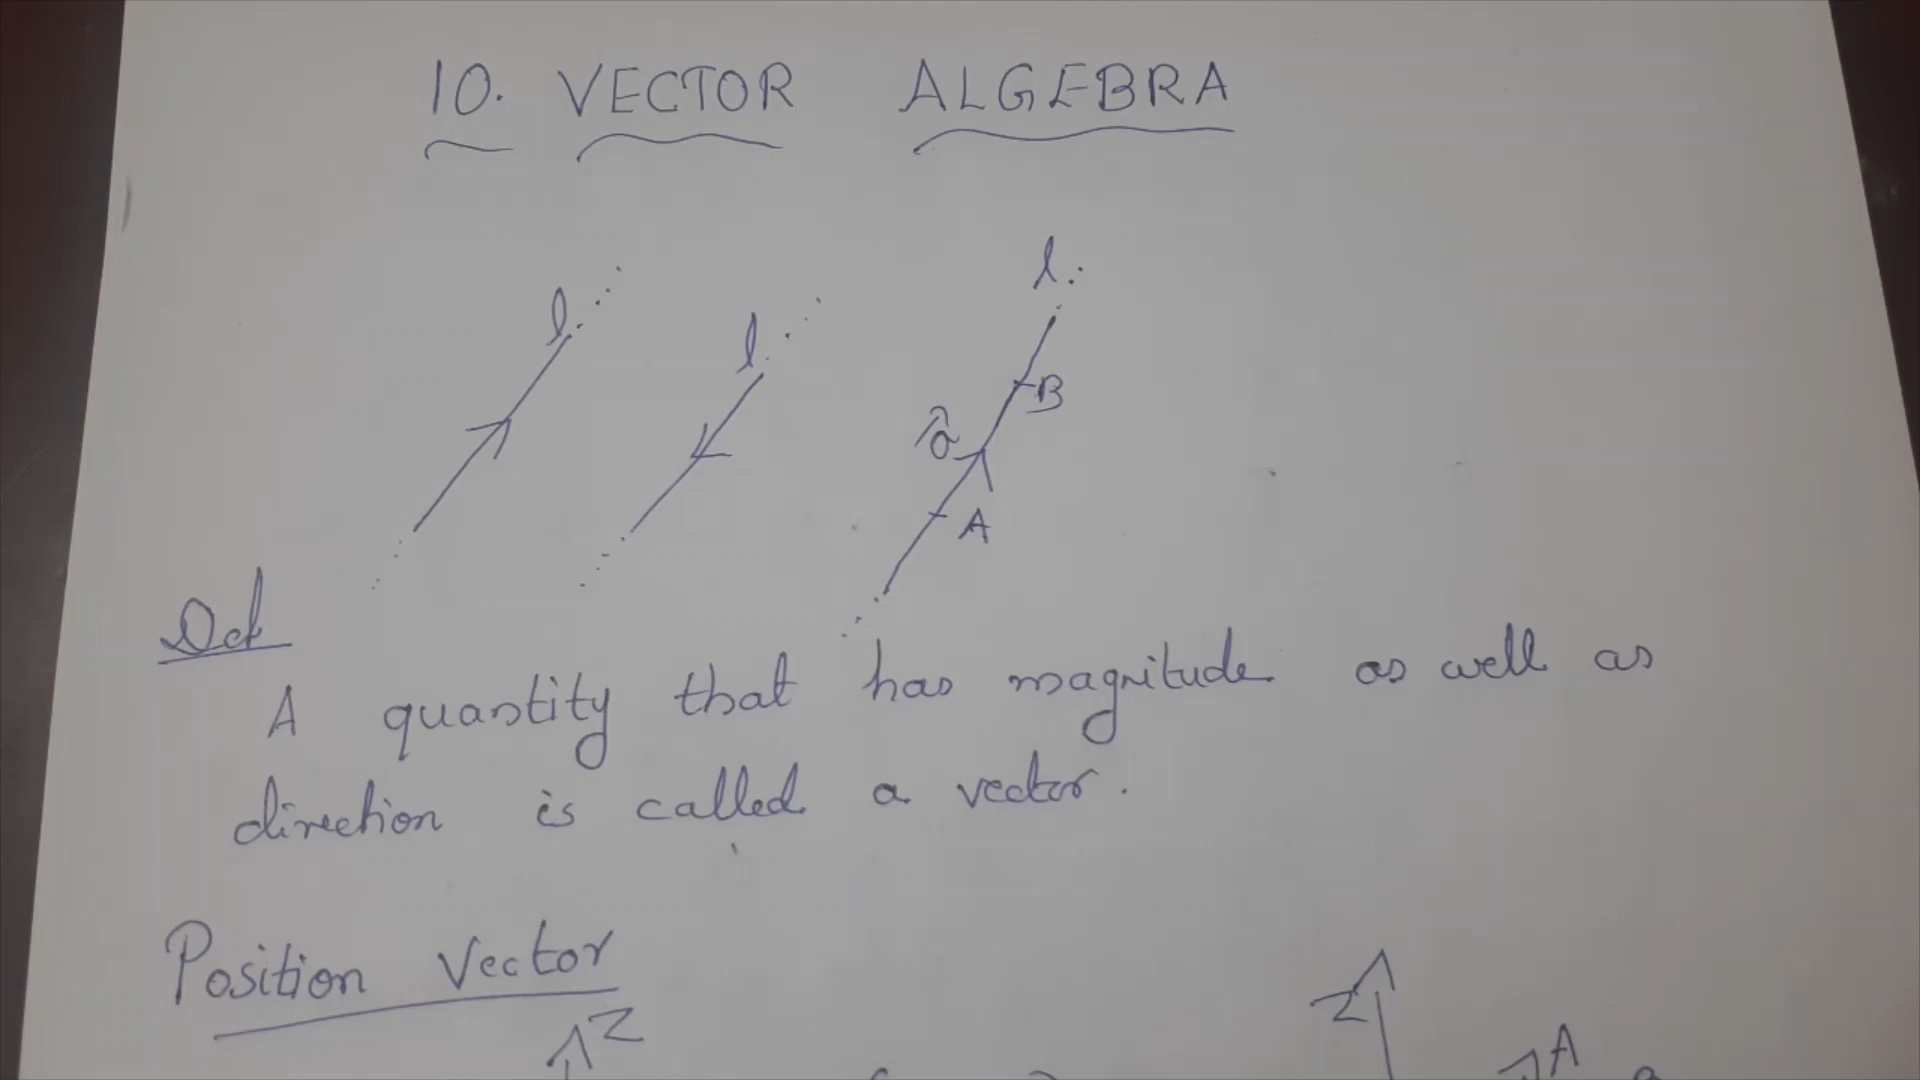 10. VECTOR ALGEBRA
l
l
l
B
A
Def
A quantity that has magnitude as well as
direction is called a vector.
Position Vector
Z
Z
A